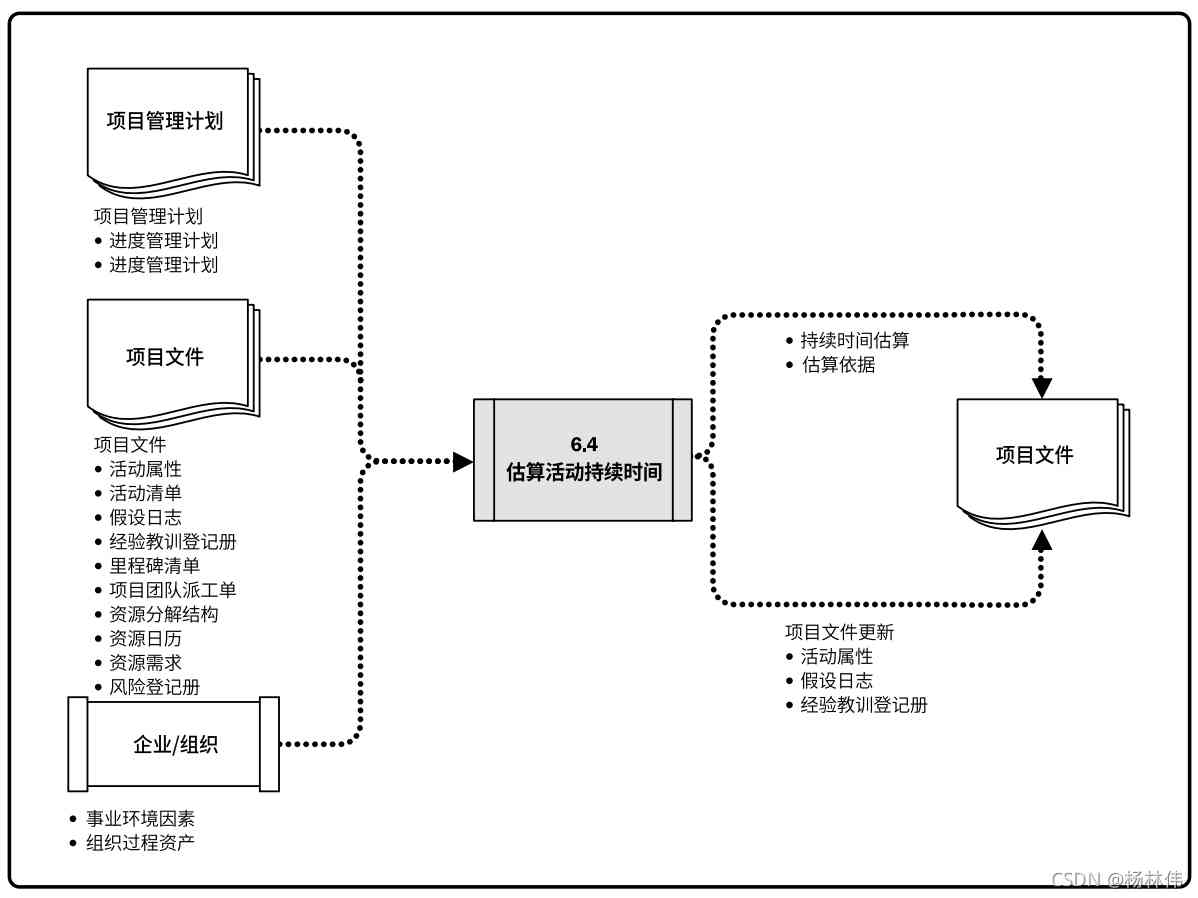 项目管理计划
项目管理计划
• 进度管理计划
• 进度管理计划
项目文件
项目文件
• 活动属性
• 活动清单
• 假设日志
• 经验教训登记册
• 里程碑清单
• 项目团队派工单
• 资源分解结构
• 资源日历
• 资源需求
• 风险登记册
企业/组织
• 事业环境因素
• 组织过程资产
6.4
估算活动持续时间
• 持续时间估算
• 估算依据
项目文件
项目文件更新
• 活动属性
• 假设日志
• 经验教训登记册
CSDN @杨林伟